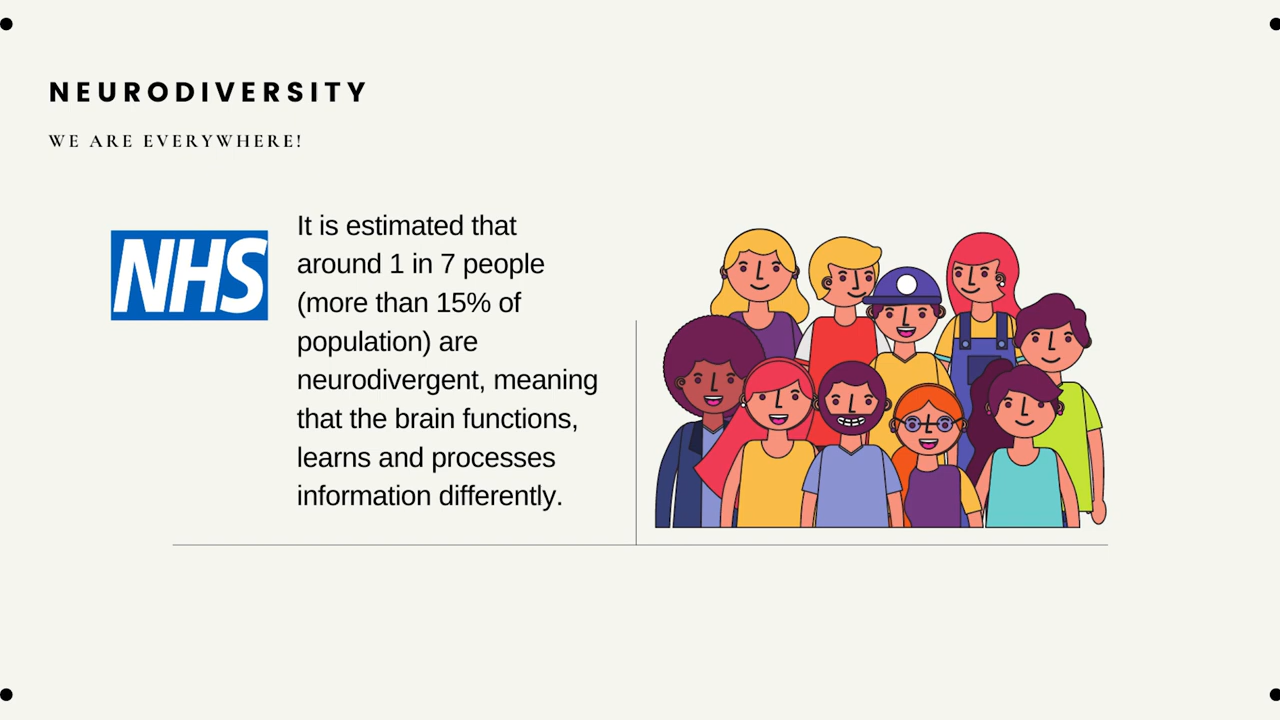 NEURODIVERSITY
WE ARE EVERYWHERE!
NHS
It is estimated that
around 1 in 7 people
(more than 15% of
population) are
neurodivergent, meaning
that the brain functions,
learns and processes
information differently.